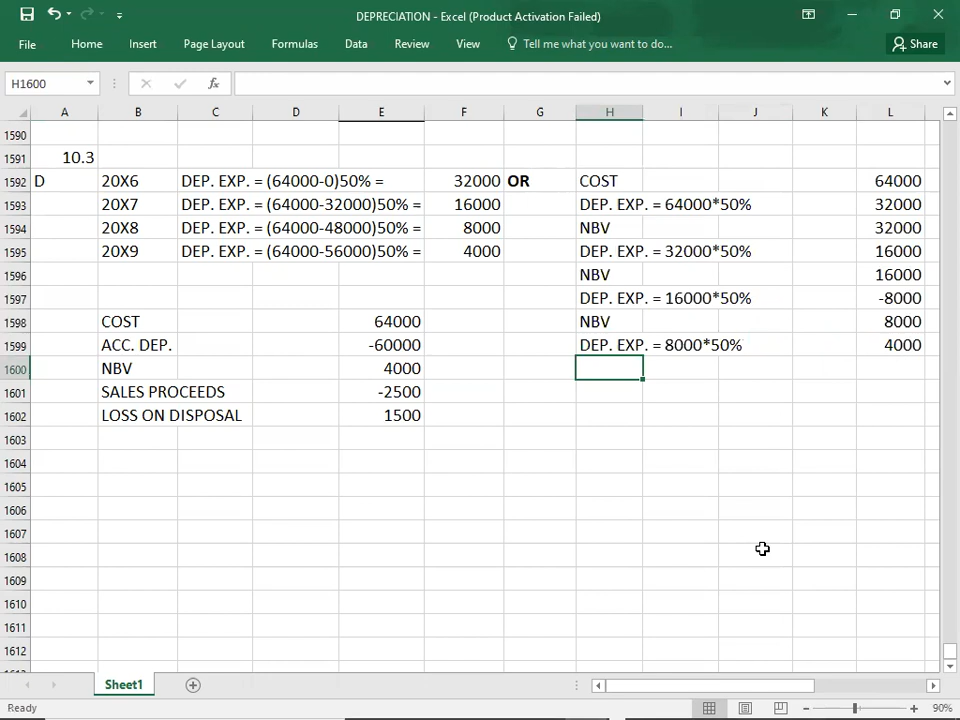 DEPRECIATION - Excel (Product Activation Failed)
File Home Insert Page Layout Formulas Data Review View Tell me what you want to do... Share
H1600 fx
A B C D E F G H I J K L
1590
1591 10.3
1592 D 20X6 DEP. EXP. = (64000-0)50% = 32000 OR COST 64000
1593 20X7 DEP. EXP. = (64000-32000)50% = 16000 DEP. EXP. = 64000*50% 32000
1594 20X8 DEP. EXP. = (64000-48000)50% = 8000 NBV 32000
1595 20X9 DEP. EXP. = (64000-56000)50% = 4000 DEP. EXP. = 32000*50% 16000
1596 NBV 16000
1597 DEP. EXP. = 16000*50% -8000
1598 COST 64000 NBV 8000
1599 ACC. DEP. -60000 DEP. EXP. = 8000*50% 4000
1600 NBV 4000
1601 SALES PROCEEDS -2500
1602 LOSS ON DISPOSAL 1500
1603
1604
1605
1606
1607
1608
1609
1610
1611
1612
Sheet1
Ready 90%